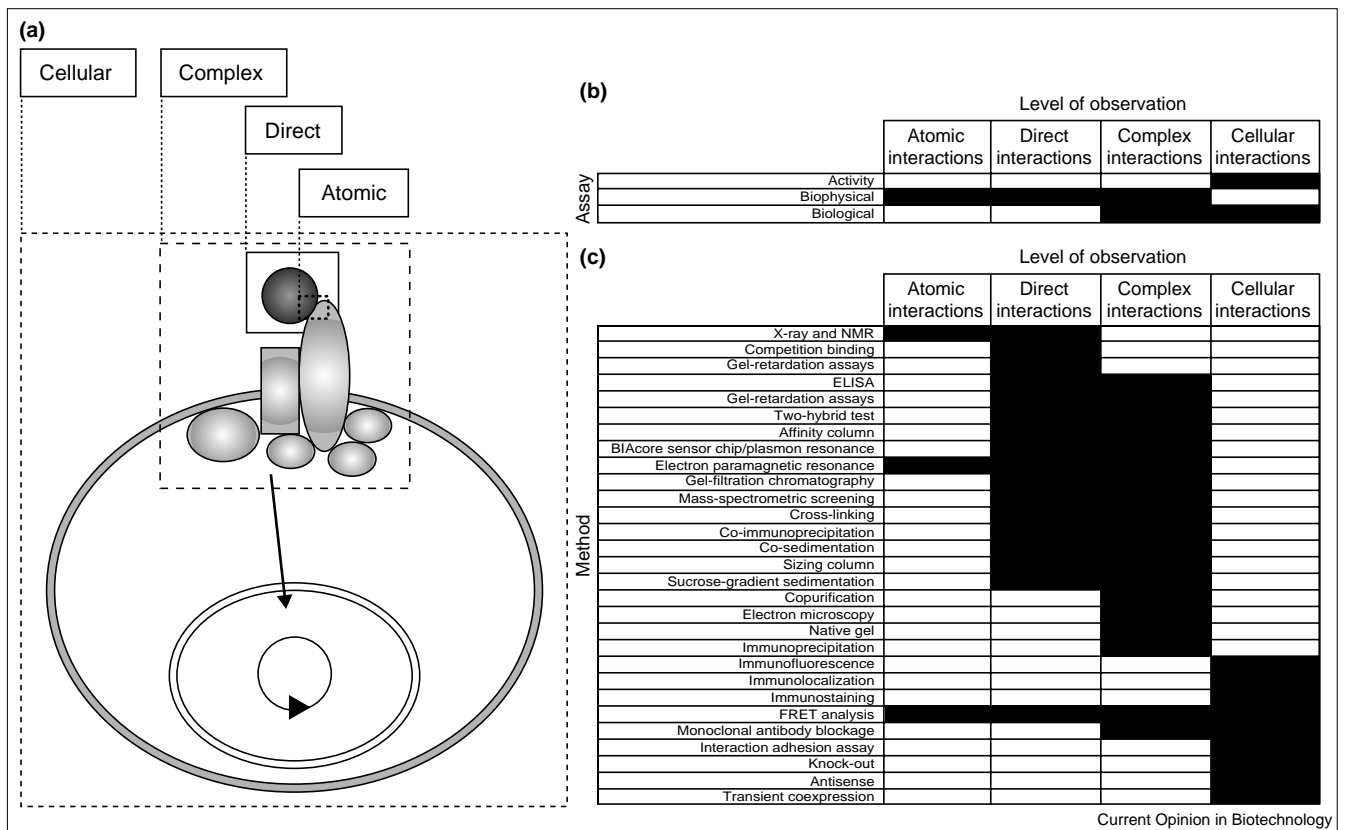 (a)
Cellular
Complex
Direct
Atomic
(b)
Level of observation
Atomic interactions
Direct interactions
Complex interactions
Cellular interactions
Assay
Activity
Biophysical
Biological
(c)
Level of observation
Atomic interactions
Direct interactions
Complex interactions
Cellular interactions
Method
X-ray and NMR
Competition binding
Gel-retardation assays
ELISA
Gel-retardation assays
Two-hybrid test
Affinity column
BIAcore sensor chip/plasmon resonance
Electron paramagnetic resonance
Gel-filtration chromatography
Mass-spectrometric screening
Cross-linking
Co-immunoprecipitation
Co-sedimentation
Sizing column
Sucrose-gradient sedimentation
Copurification
Electron microscopy
Native gel
Immunoprecipitation
Immunofluorescence
Immunolocalization
Immunostaining
FRET analysis
Monoclonal antibody blockage
Interaction adhesion assay
Knock-out
Antisense
Transient coexpression
Current Opinion in Biotechnology